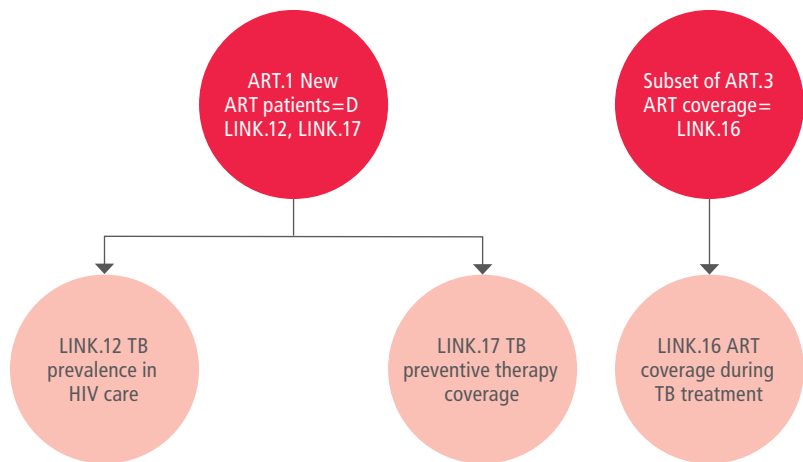 ART.1 New
ART patients=D
LINK.12, LINK.17
Subset of ART.3
ART coverage=
LINK.16
LINK.12 TB
prevalence in
HIV care
LINK.17 TB
preventive therapy
coverage
LINK.16 ART
coverage during
TB treatment